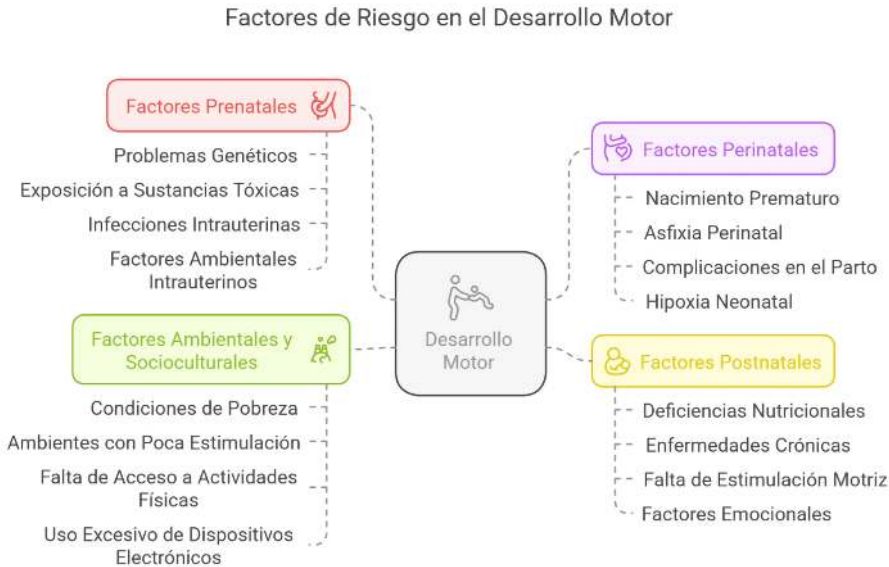 Factores de Riesgo en el Desarrollo Motor
Factores Prenatales
Problemas Genéticos
Exposición a Sustancias Tóxicas
Infecciones Intrauterinas
Factores Ambientales
Intrauterinos
Factores Perinatales
Nacimiento Prematuro
Asfixia Perinatal
Complicaciones en el Parto
Hipoxia Neonatal
Desarrollo
Motor
Factores Ambientales y
Socioculturales
Condiciones de Pobreza
Ambientes con Poca Estimulación
Falta de Acceso a Actividades
Físicas
Uso Excesivo de Dispositivos
Electrónicos
Factores Postnatales
Deficiencias Nutricionales
Enfermedades Crónicas
Falta de Estimulación Motriz
Factores Emocionales